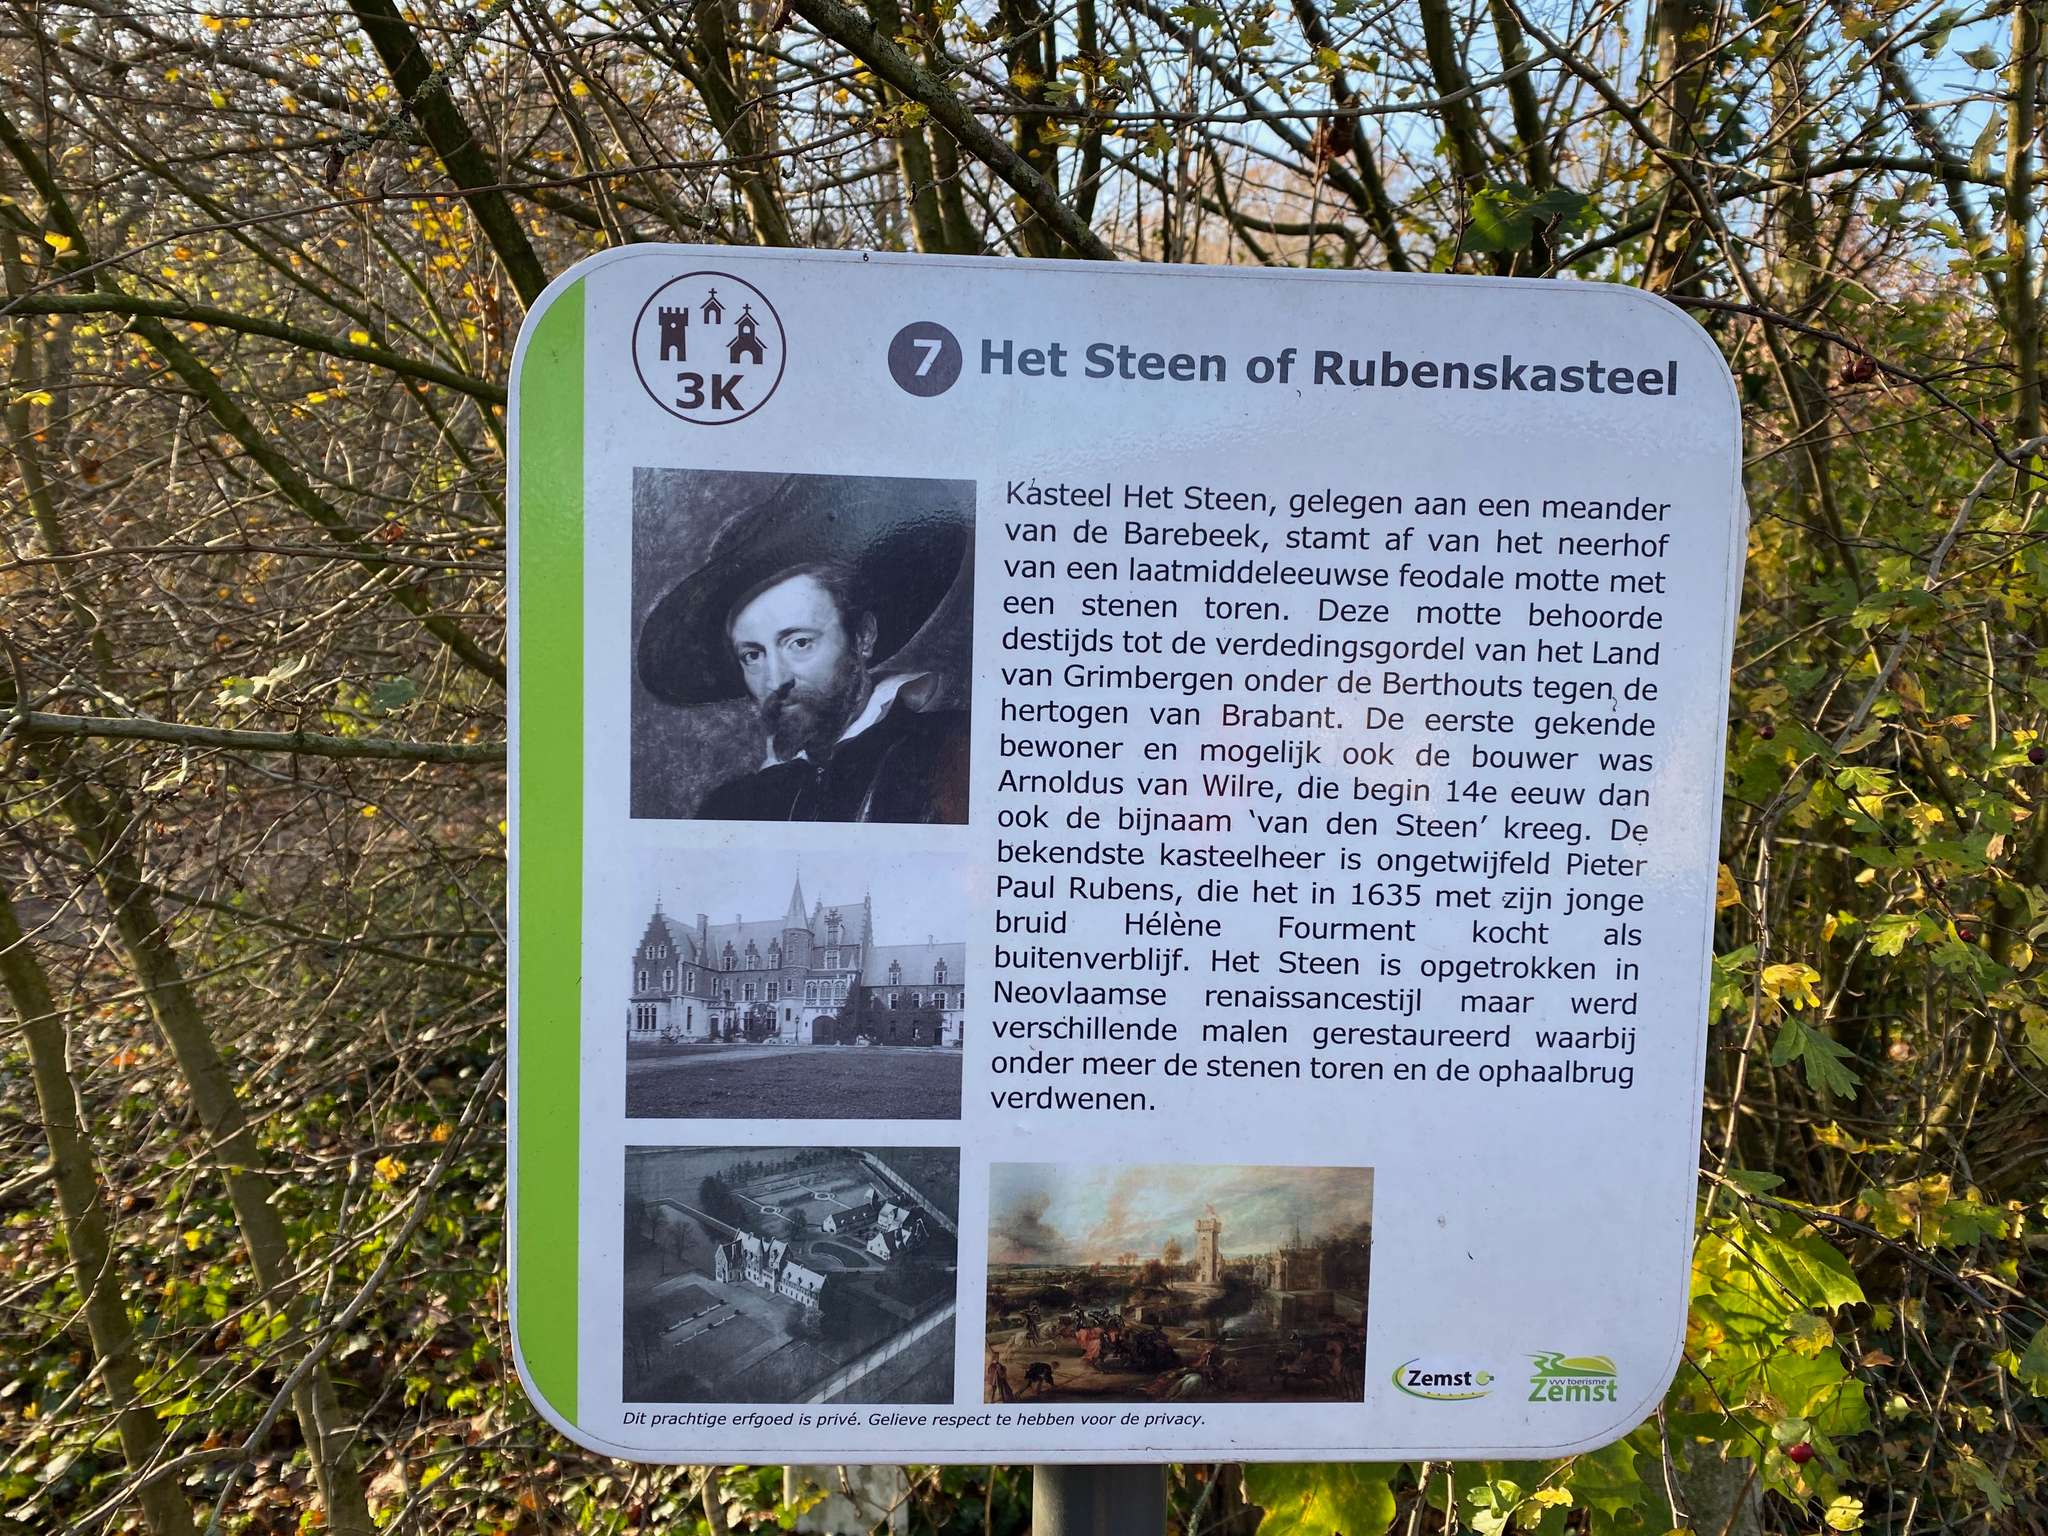 3K
7 Het Steen of Rubenskasteel
Kasteel Het Steen, gelegen aan een meander
van de Barebeek, stamt af van het neerhof
van een laatmiddeleeuwse feodale motte met
een stenen toren. Deze motte behoorde
destijds tot de verdedingsgordel van het Land
van Grimbergen onder de Berthouts tegen de
hertogen van Brabant. De eerste gekende
bewoner en mogelijk ook de bouwer was
Arnoldus van Wilre, die begin 14e eeuw dan
ook de bijnaam ‘van den Steen’ kreeg. De
bekendste kasteelheer is ongetwijfeld Pieter
Paul Rubens, die het in 1635 met zijn jonge
bruid Hélène Fourment kocht als
buitenverblijf. Het Steen is opgetrokken in
Neovlaamse renaissancestijl maar werd
verschillende malen gerestaureerd waarbij
onder meer de stenen toren en de ophaalbrug
verdwenen.
Zemst
vvv toerisme
Zemst
Dit prachtige erfgoed is privé. Gelieve respect te hebben voor de privacy.